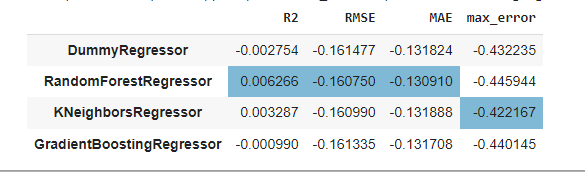 R2 RMSE MAE max_error
DummyRegressor -0.002754 -0.161477 -0.131824 -0.432235
RandomForestRegressor 0.006266 -0.160750 -0.130910 -0.445944
KNeighborsRegressor 0.003287 -0.160990 -0.131888 -0.422167
GradientBoostingRegressor -0.000990 -0.161335 -0.131708 -0.440145